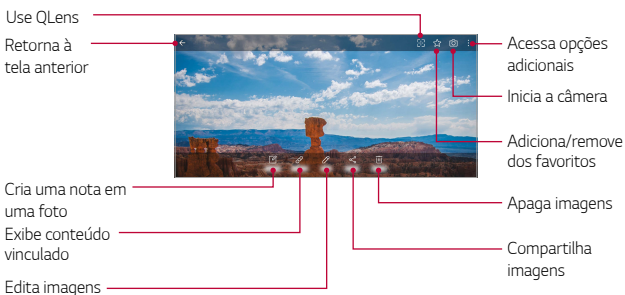 Use QLens
Retorna à
tela anterior
Cria uma nota em
uma foto
Exibe conteúdo
vinculado
Edita imagens
Acessa opções
adicionais
Inicia a câmera
Adiciona/remove
dos favoritos
Apaga imagens
Compartilha
imagens